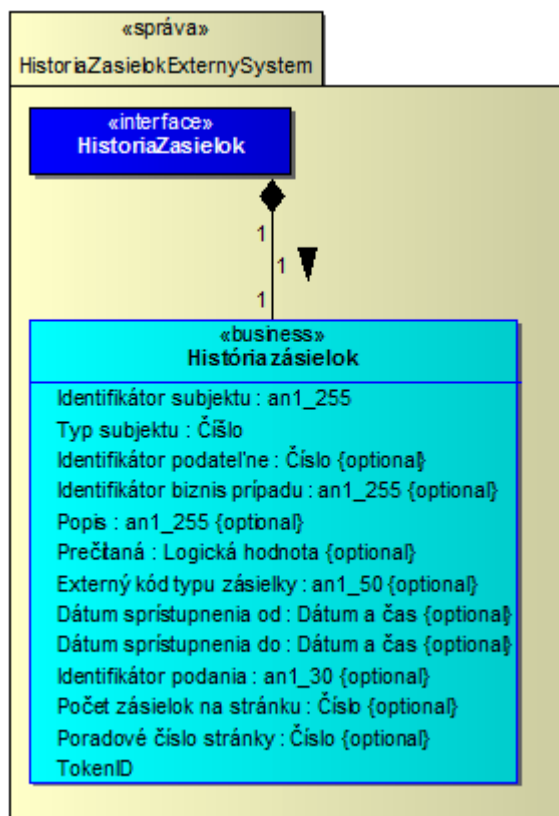 «správa»
HistoriaZasielokExternySystem
«interface»
HistoriaZasielok
1
1
1
«business»
História zásielok
Identifikátor subjektu : an1_255
Typ subjektu : Číšlo
Identifikátor podateľne : Číslo {optional}
Identifikátor biznis prípadu : an1_255 {optional}
Popis : an1_255 {optional}
Prečítaná : Logická hodnota {optional}
Externý kód typu zásielky : an1_50 {optional}
Dátum sprístupnenia od : Dátum a čas {optional}
Dátum sprístupnenia do : Dátum a čas {optional}
Identifikátor podania : an1_30 {optional}
Počet zásielok na stránku : Číslo {optional}
Poradové číslo stránky : Číslo {optional}
TokenID